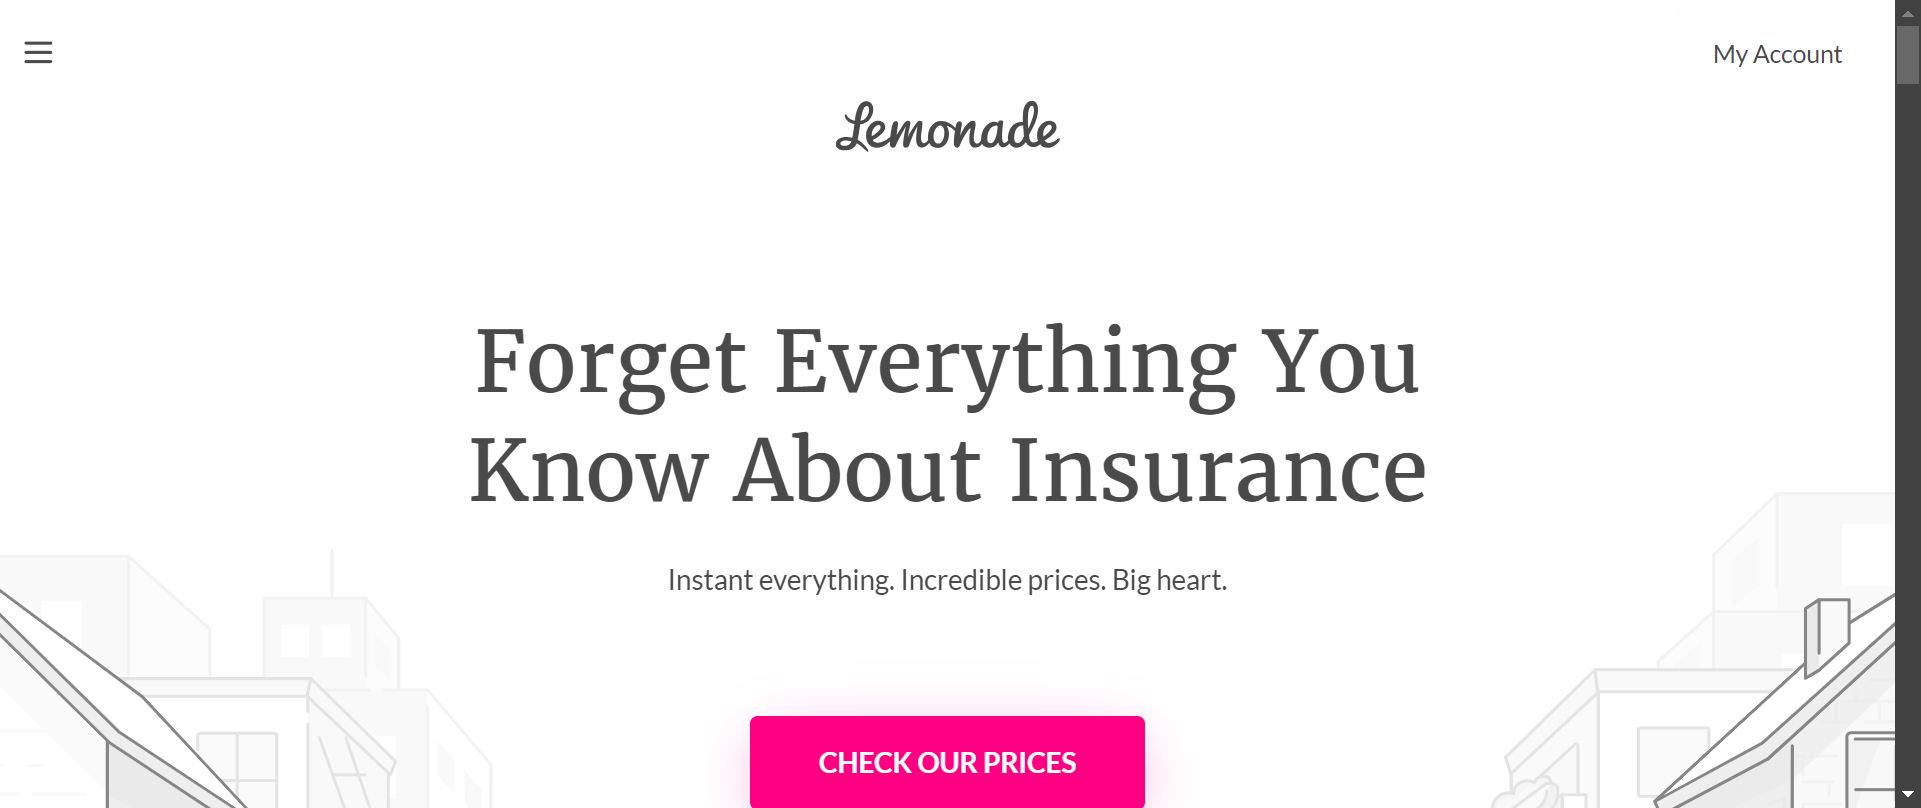 My Account
Lemonade
Forget Everything You
Know About Insurance
Instant everything. Incredible prices. Big heart.
CHECK OUR PRICES